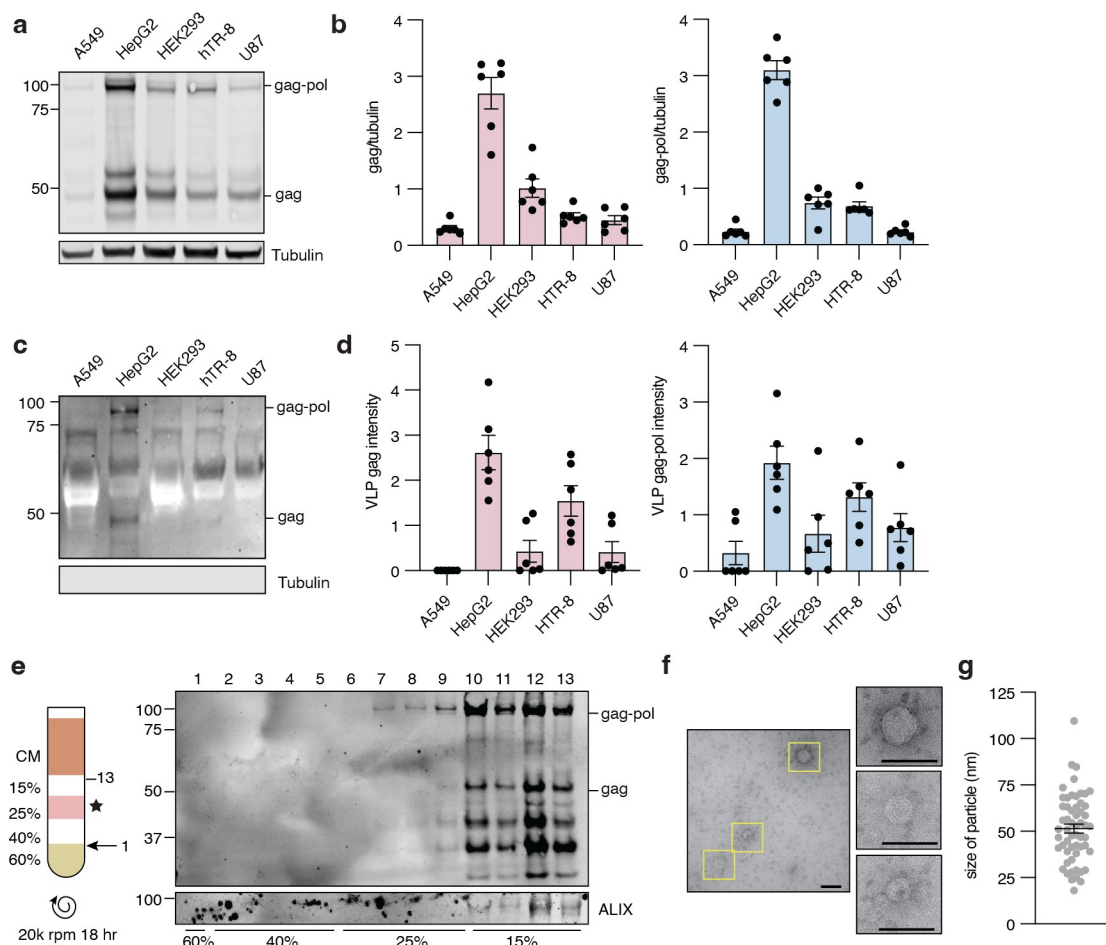 a
A549
HepG2
HEK293
hTR-8
U87
100
75
50
gag-pol
gag
Tubulin
b
gag/tubulin
4
3
2
1
0
A549
HepG2
HEK293
HTR-8
U87
gag-pol/tubulin
4
3
2
1
0
A549
HepG2
HEK293
HTR-8
U87
c
A549
HepG2
HEK293
hTR-8
U87
100
75
50
gag-pol
gag
Tubulin
d
VLP gag intensity
5
4
3
2
1
0
A549
HepG2
HEK293
HTR-8
U87
VLP gag-pol intensity
4
3
2
1
0
A549
HepG2
HEK293
HTR-8
U87
e
CM
15%
25%
40%
60%
13
1
20k rpm 18 hr
1 2 3 4 5 6 7 8 9 10 11 12 13
100
75
50
37
gag-pol
gag
100
ALIX
60% 40% 25% 15%
f
g
size of particle (nm)
125
100
75
50
25
0